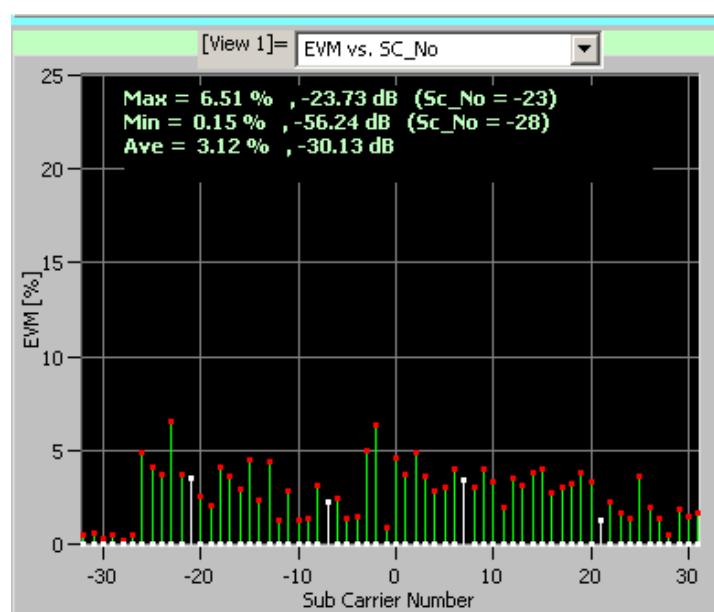 [View 1]= EVM vs. SC_No
Max = 6.51 % ,-23.73 dB (Sc_No = -23)
Min = 0.15 % ,-56.24 dB (Sc_No = -28)
Ave = 3.12 % ,-30.13 dB
25
20
15
10
5
0
EVM [%]
-30 -20 -10 0 10 20 30
Sub Carrier Number